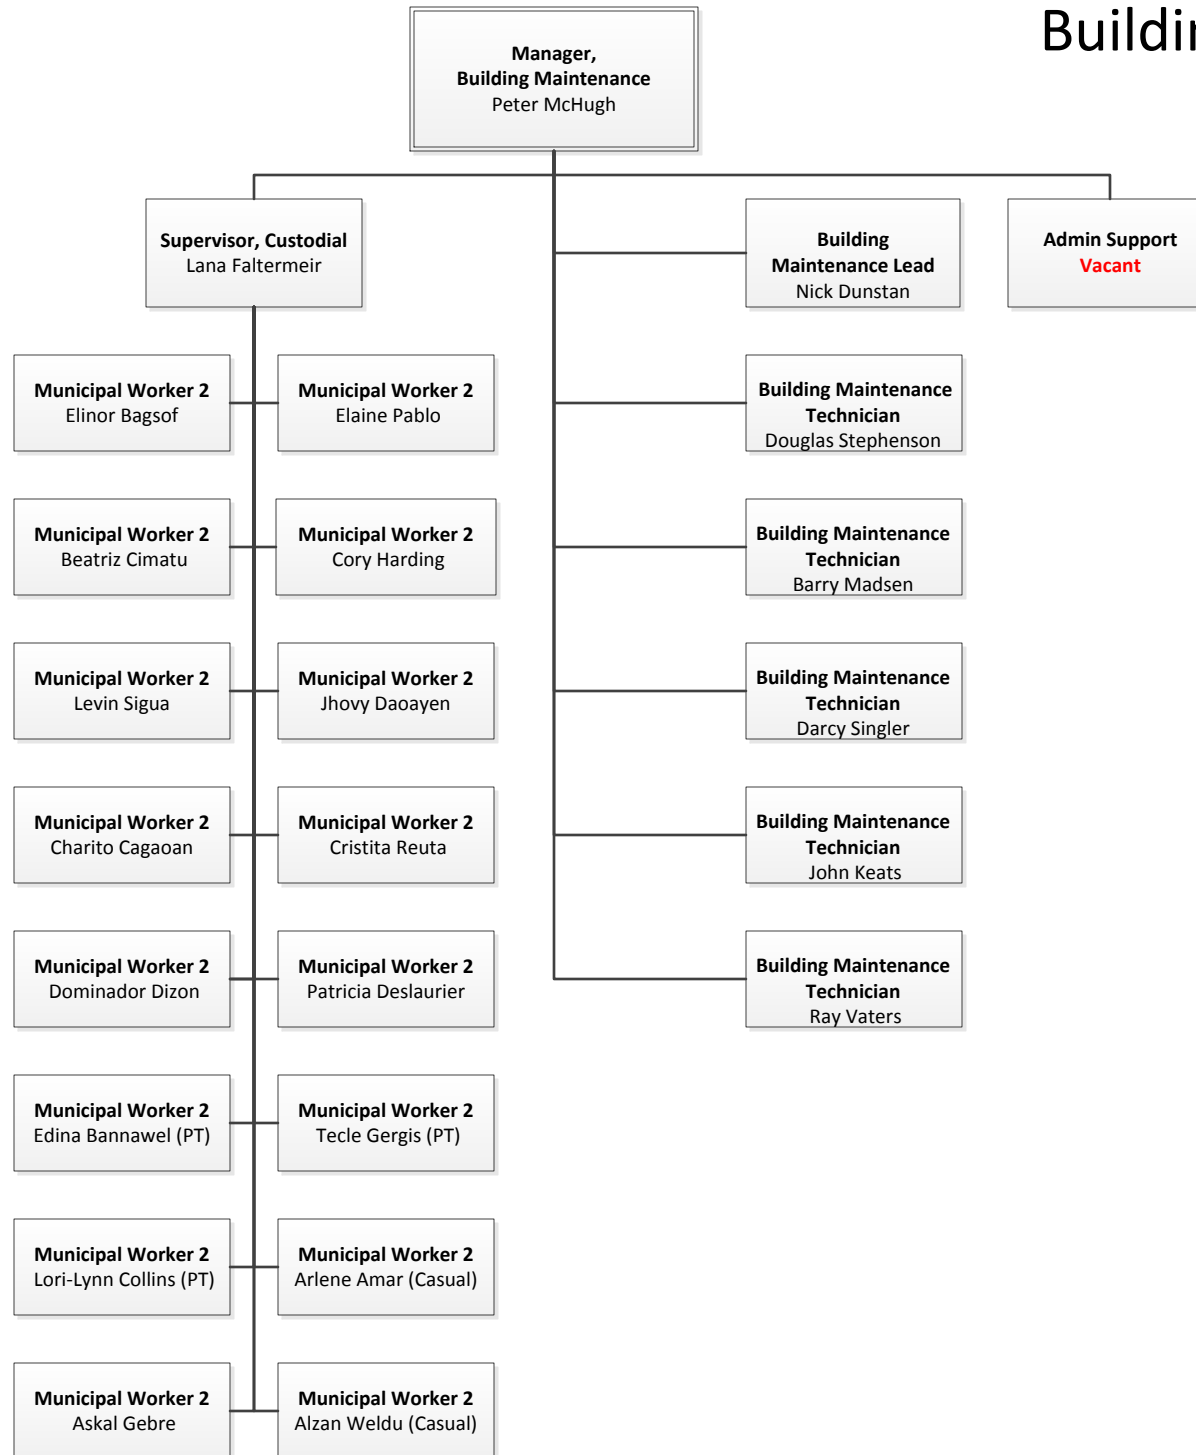 Manager,
Building Maintenance
Peter McHugh
Supervisor, Custodial
Lana Faltermeir
Building
Maintenance Lead
Nick Dunstan
Admin Support
Vacant
Municipal Worker 2
Elinor Bagsof
Municipal Worker 2
Elaine Pablo
Building Maintenance
Technician
Douglas Stephenson
Municipal Worker 2
Beatriz Cimatu
Municipal Worker 2
Cory Harding
Building Maintenance
Technician
Barry Madsen
Municipal Worker 2
Levin Sigua
Municipal Worker 2
Jhovy Daoayen
Building Maintenance
Technician
Darcy Singler
Municipal Worker 2
Charito Cagaoan
Municipal Worker 2
Cristita Reuta
Building Maintenance
Technician
John Keats
Municipal Worker 2
Dominador Dizon
Municipal Worker 2
Patricia Deslaurier
Building Maintenance
Technician
Ray Vaters
Municipal Worker 2
Edina Bannawel (PT)
Municipal Worker 2
Tecle Gergis (PT)
Municipal Worker 2
Lori-Lynn Collins (PT)
Municipal Worker 2
Arlene Amar (Casual)
Municipal Worker 2
Askal Gebre
Municipal Worker 2
Alzan Weldu (Casual)